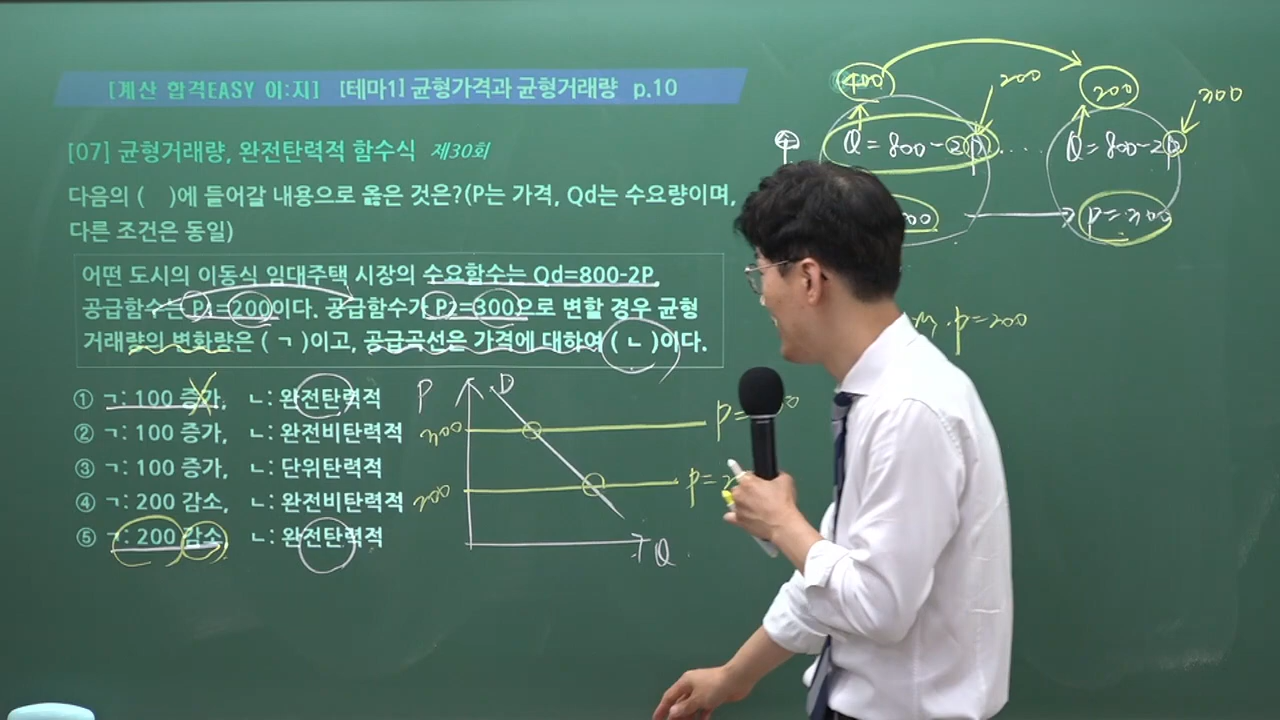 [계산 합격EASY 이:지] [테마1] 균형가격과 균형거래량 p.10
[07] 균형거래량, 완전탄력적 함수식 제30회
다음의 ( )에 들어갈 내용으로 옳은 것은?(P는 가격, Qd는 수요량이며,
다른 조건은 동일)
어떤 도시의 이동식 임대주택 시장의 수요함수는 Qd=800-2P,
공급함수는 P₁=200이다. 공급함수가 P₂=300으로 변할 경우 균형
거래량의 변화량은 ( ㄱ )이고, 공급곡선은 가격에 대하여 ( ㄴ )이다.
① ㄱ: 100 증가, ㄴ: 완전탄력적
② ㄱ: 100 증가, ㄴ: 완전비탄력적
③ ㄱ: 100 증가, ㄴ: 단위탄력적
④ ㄱ: 200 감소, ㄴ: 완전비탄력적
⑤ ㄱ: 200 감소, ㄴ: 완전탄력적
400 200
200 300
Q = 800-2P ···· Q = 800-2P
P=300
P=200
P D
300
200
Q